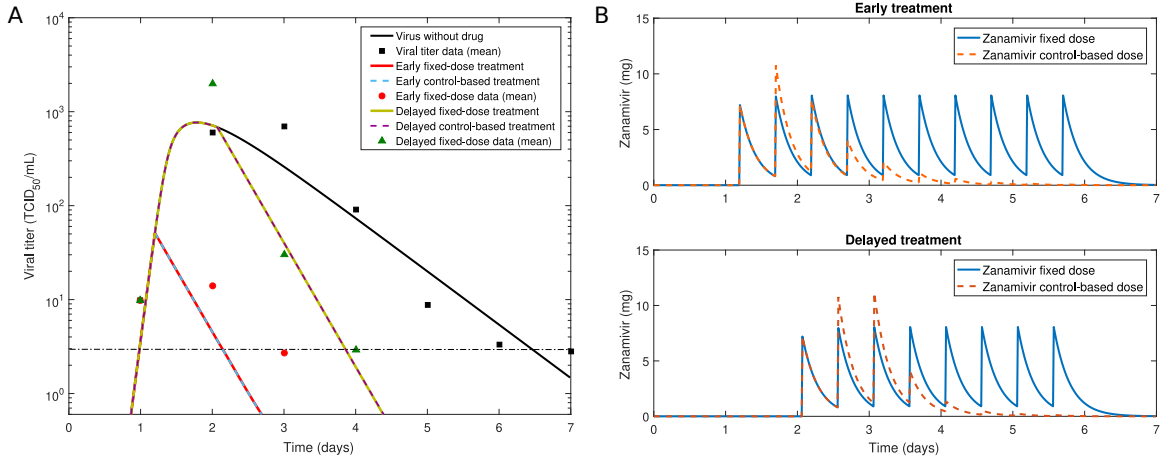 A
Viral titer (TCID50/mL)
10^4
10^3
10^2
10^1
10^0
0 1 2 3 4 5 6 7
Time (days)
Virus without drug
Viral titer data (mean)
Early fixed-dose treatment
Early control-based treatment
Early fixed-dose data (mean)
Delayed fixed-dose treatment
Delayed control-based treatment
Delayed fixed-dose data (mean)
B
Early treatment
Zanamivir (mg)
15
10
5
0
0 1 2 3 4 5 6 7
Zanamivir fixed dose
Zanamivir control-based dose
Delayed treatment
Zanamivir (mg)
15
10
5
0
0 1 2 3 4 5 6 7
Time (days)
Zanamivir fixed dose
Zanamivir control-based dose